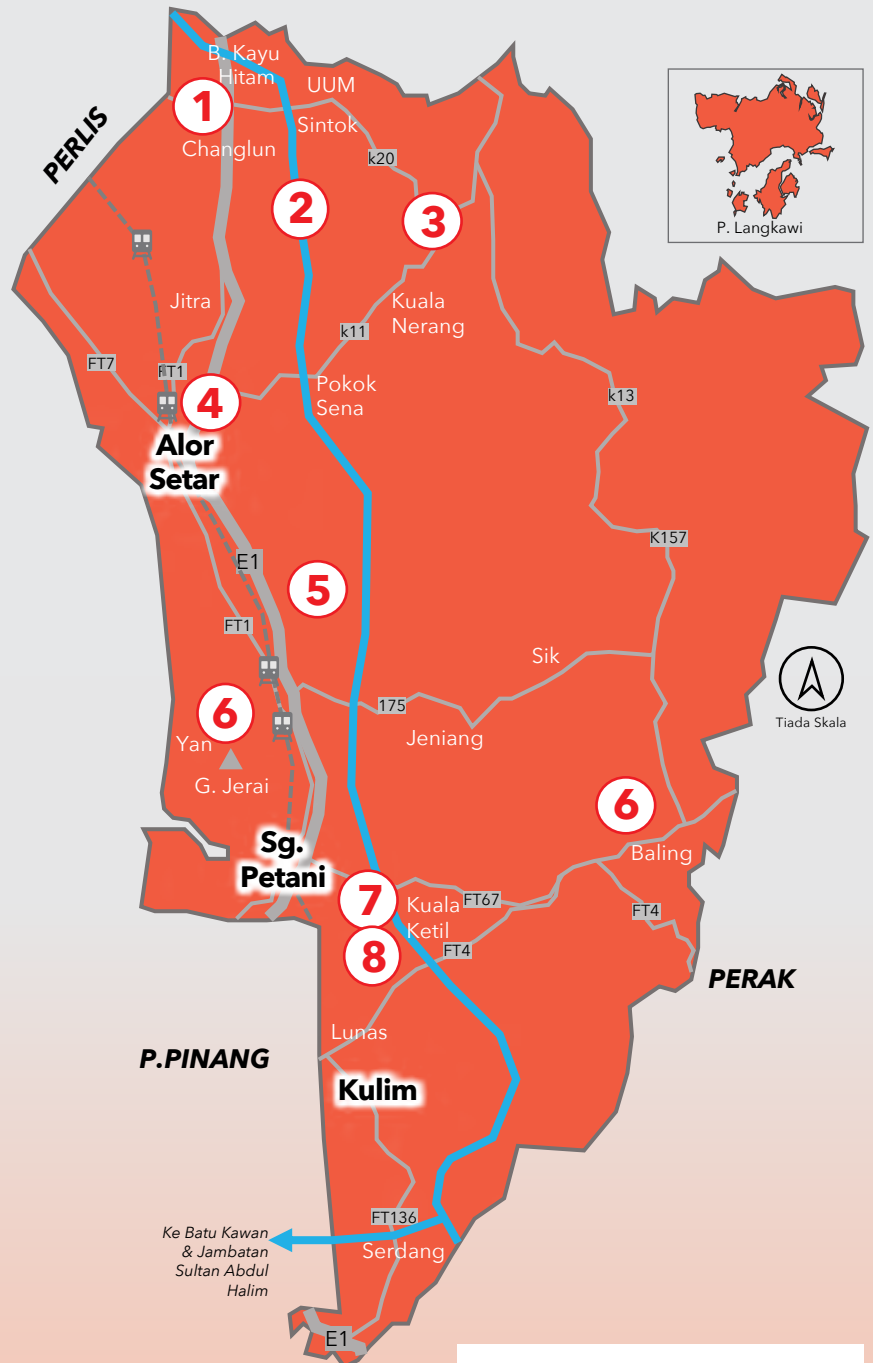 B. Kayu
Hitam
UUM
1
Sintok
PERLIS
Changlun
k20
P. Langkawi
2
3
Jitra
Kuala
Nerang
k11
FT7
FT1
Pokok
Sena
k13
4
Alor
Setar
K157
E1
5
FT1
Sik
6
175
Jeniang
Tiada Skala
Yan
G. Jerai
6
Sg.
Petani
Baling
7
Kuala
Ketil
FT67
FT4
8
FT4
PERAK
Lunas
P.PINANG
Kulim
FT136
Ke Batu Kawan
& Jambatan
Sultan Abdul
Halim
Serdang
E1